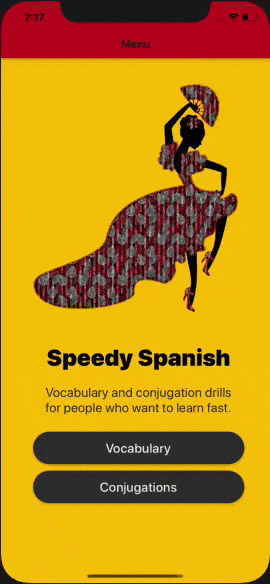 7:17
Menu
Speedy Spanish
Vocabulary and conjugation drills
for people who want to learn fast.
Vocabulary
Conjugations